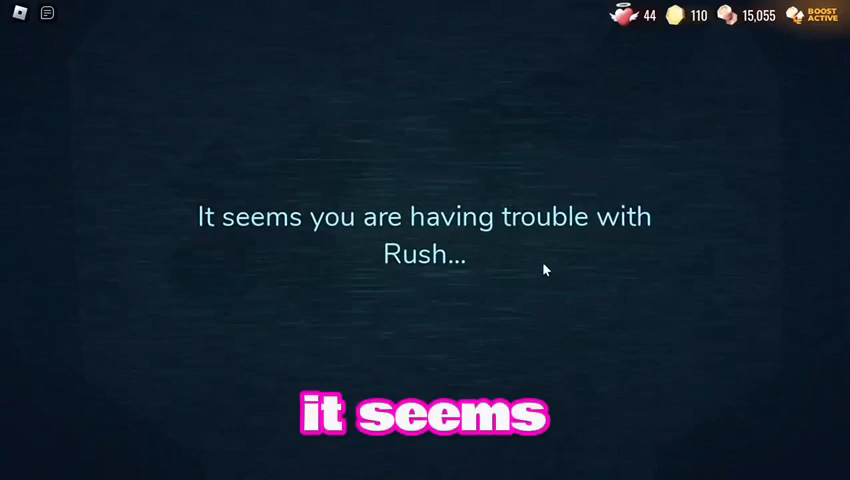 44 110 15,055 BOOST
ACTIVE
It seems you are having trouble with
Rush...
it seems